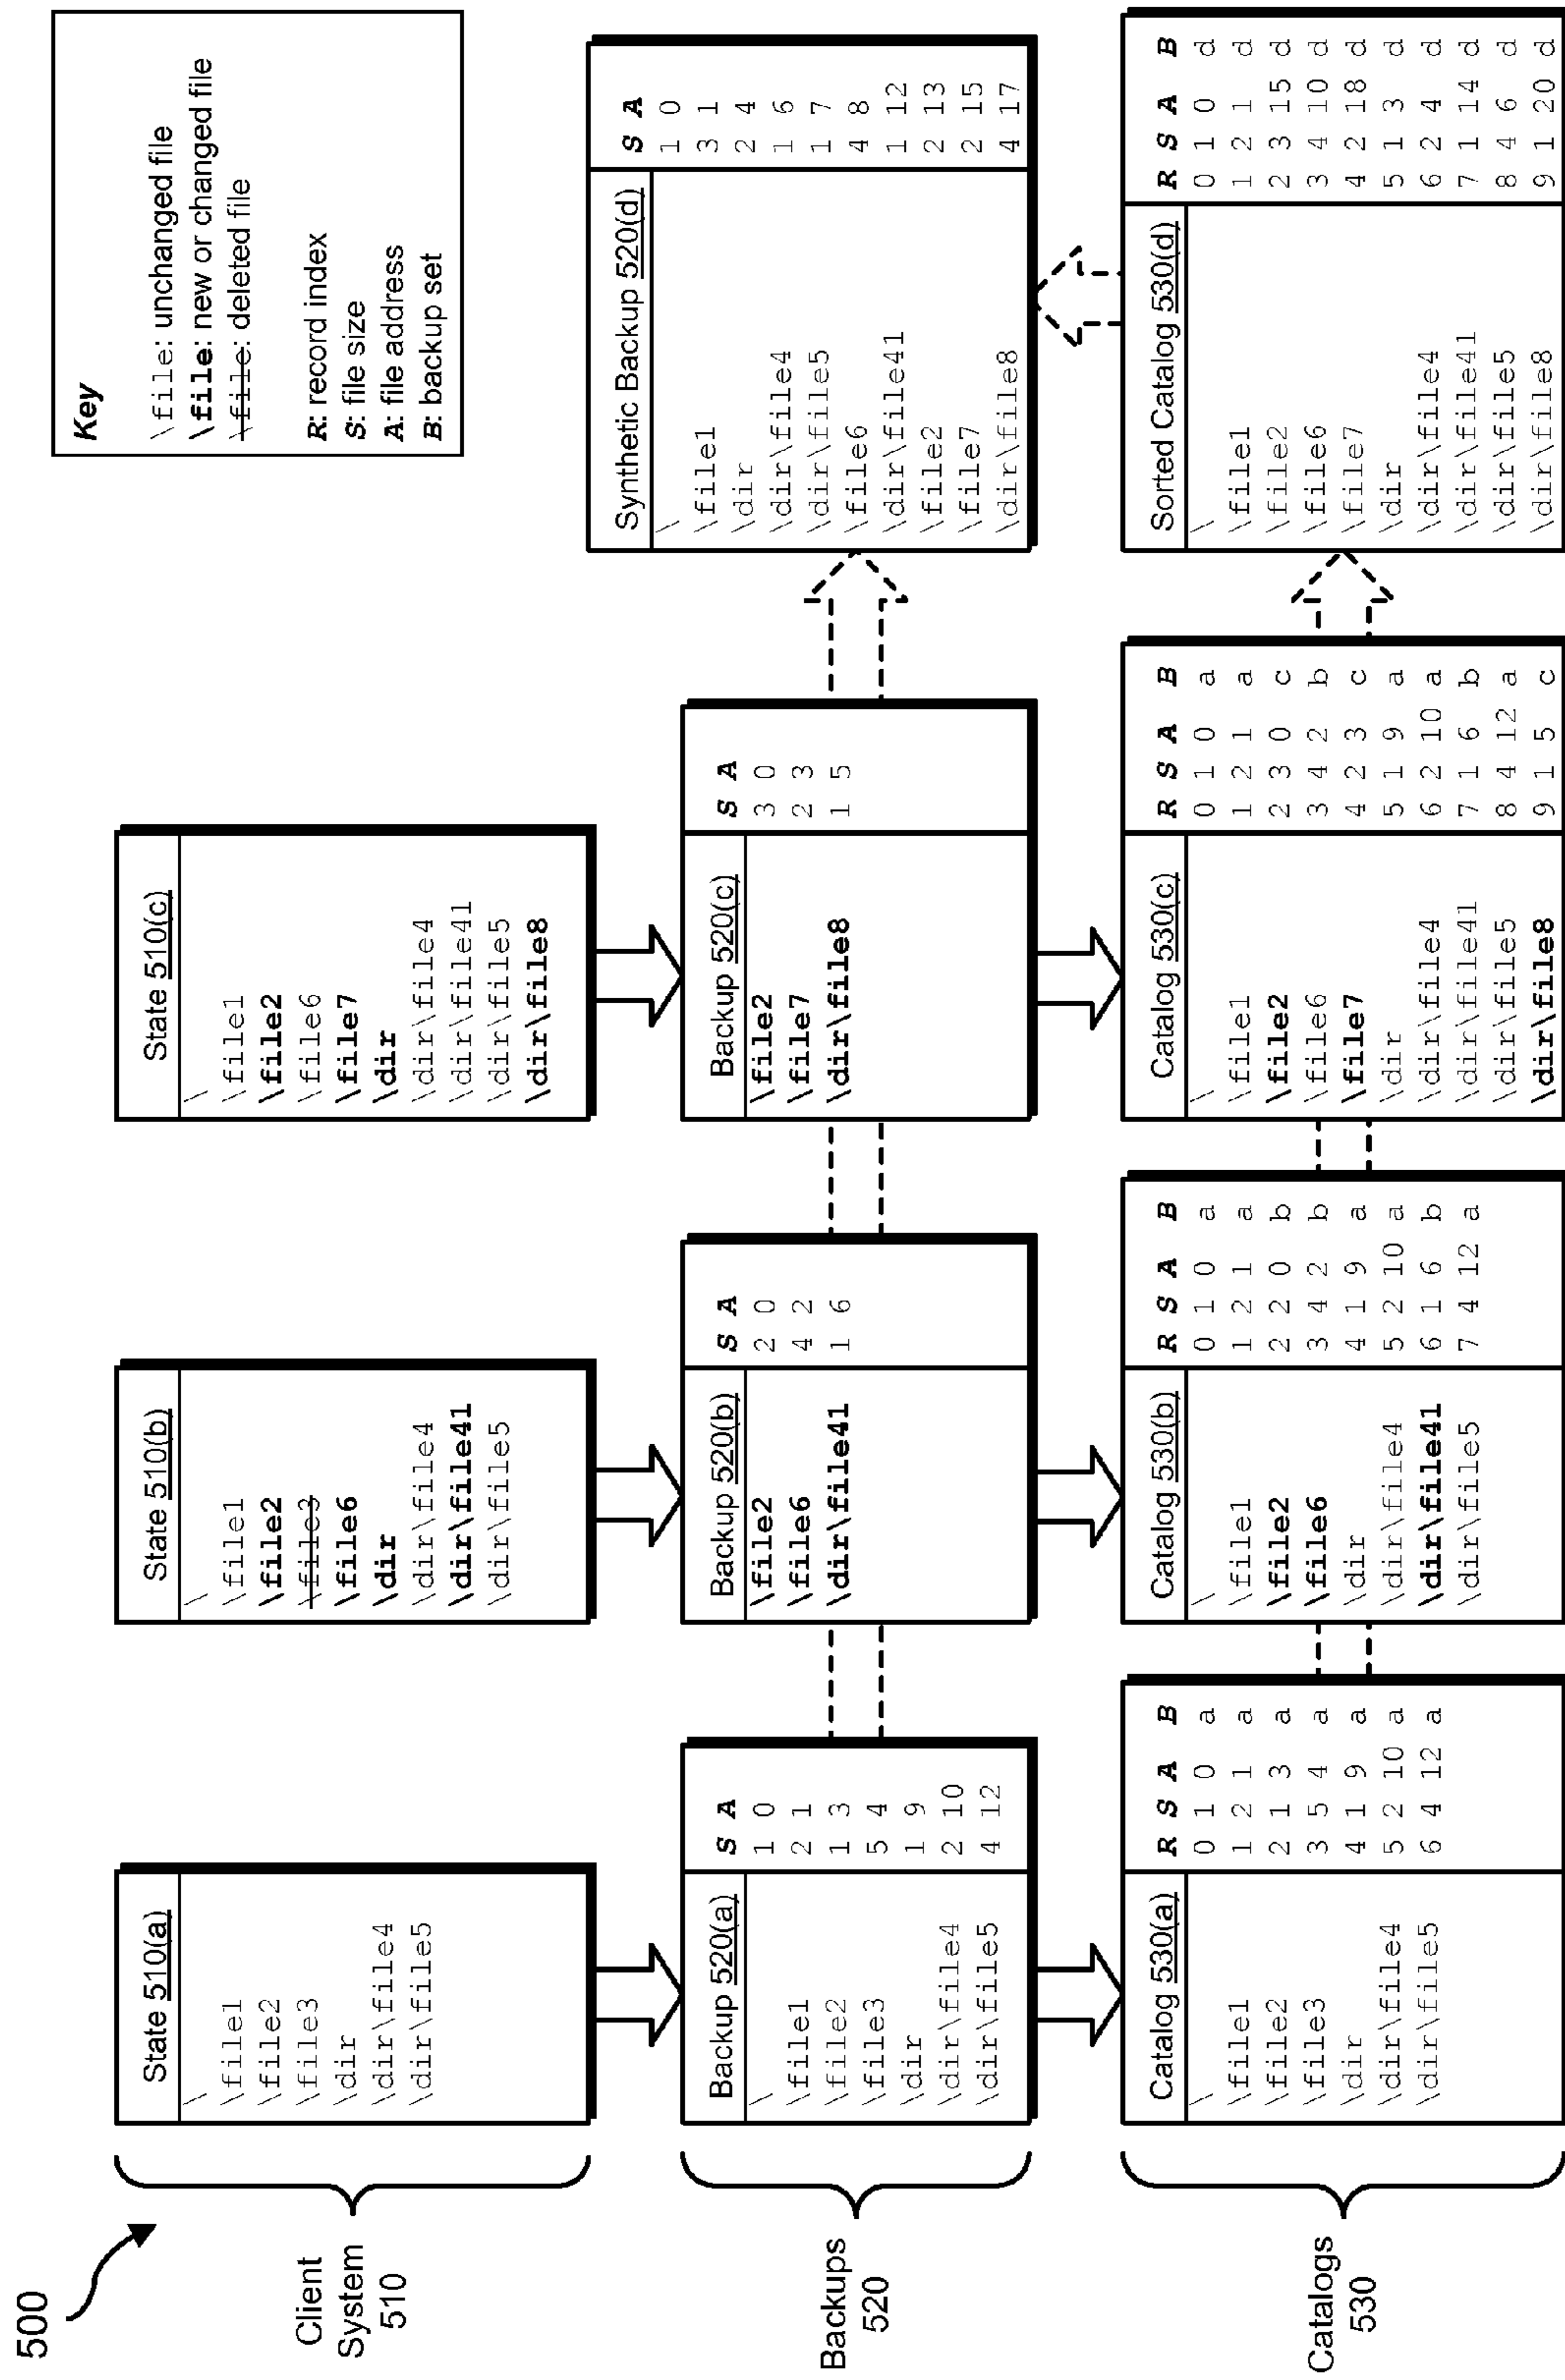 500
Key
\file: unchanged file
\file: new or changed file
\file: deleted file
R: record index
S: file size
A: file address
B: backup set
Client
System
510
State 510(a)
\
\file1
\file2
\file3
\dir
\dir\file4
\dir\file5
State 510(b)
\
\file1
\file2
\file3
\file6
\dir
\dir\file4
\dir\file41
\dir\file5
State 510(c)
\
\file1
\file2
\file6
\file7
\dir
\dir\file4
\dir\file41
\dir\file5
\dir\file8
Backups
520
Backup 520(a) S A
\ 1 0
\file1 2 1
\file2 1 3
\file3 5 4
\dir 1 9
\dir\file4 2 10
\dir\file5 4 12
Backup 520(b) S A
\file2 2 0
\file6 4 2
\dir\file41 1 6
Backup 520(c) S A
\file2 3 0
\file7 2 3
\dir\file8 1 5
Synthetic Backup 520(d) S A
\ 1 0
\file1 3 1
\dir 2 4
\dir\file4 1 6
\dir\file5 1 7
\file6 4 8
\dir\file41 1 12
\file2 2 13
\file7 2 15
\dir\file8 4 17
Catalogs
530
Catalog 530(a) R S A B
\ 0 1 0 a
\file1 1 2 1 a
\file2 2 1 3 a
\file3 3 5 4 a
\dir 4 1 9 a
\dir\file4 5 2 10 a
\dir\file5 6 4 12 a
Catalog 530(b) R S A B
\ 0 1 0 a
\file1 1 2 1 a
\file2 2 2 0 b
\file6 3 4 2 b
\dir 4 1 9 a
\dir\file4 5 2 10 a
\dir\file41 6 1 6 b
\dir\file5 7 4 12 a
Catalog 530(c) R S A B
\ 0 1 0 a
\file1 1 2 1 a
\file2 2 3 0 c
\file6 3 4 2 b
\file7 4 2 3 c
\dir 5 1 9 a
\dir\file4 6 2 10 a
\dir\file41 7 1 6 b
\dir\file5 8 4 12 a
\dir\file8 9 1 5 c
Sorted Catalog 530(d) R S A B
\ 0 1 0 d
\file1 1 2 1 d
\file2 2 3 15 d
\file6 3 4 10 d
\file7 4 2 18 d
\dir 5 1 3 d
\dir\file4 6 2 4 d
\dir\file41 7 1 14 d
\dir\file5 8 4 6 d
\dir\file8 9 1 20 d